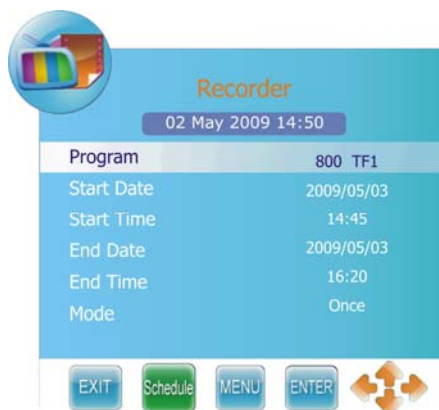 Recorder
02 May 2009 14:50
Program 800 TF1
Start Date 2009/05/03
Start Time 14:45
End Date 2009/05/03
End Time 16:20
Mode Once
EXIT Schedule MENU ENTER